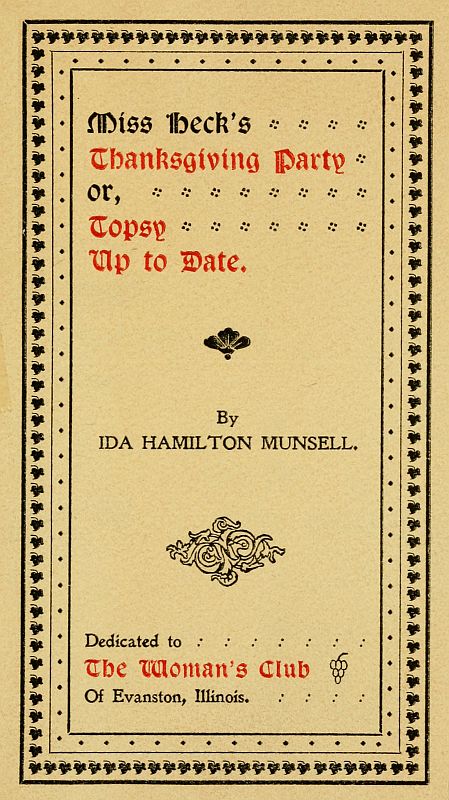 Miss Heck's
Thanksgiving Party
or,
Topsy
Up to Date.
By
IDA HAMILTON MUNSELL.
Dedicated to
The Woman's Club
Of Evanston, Illinois.